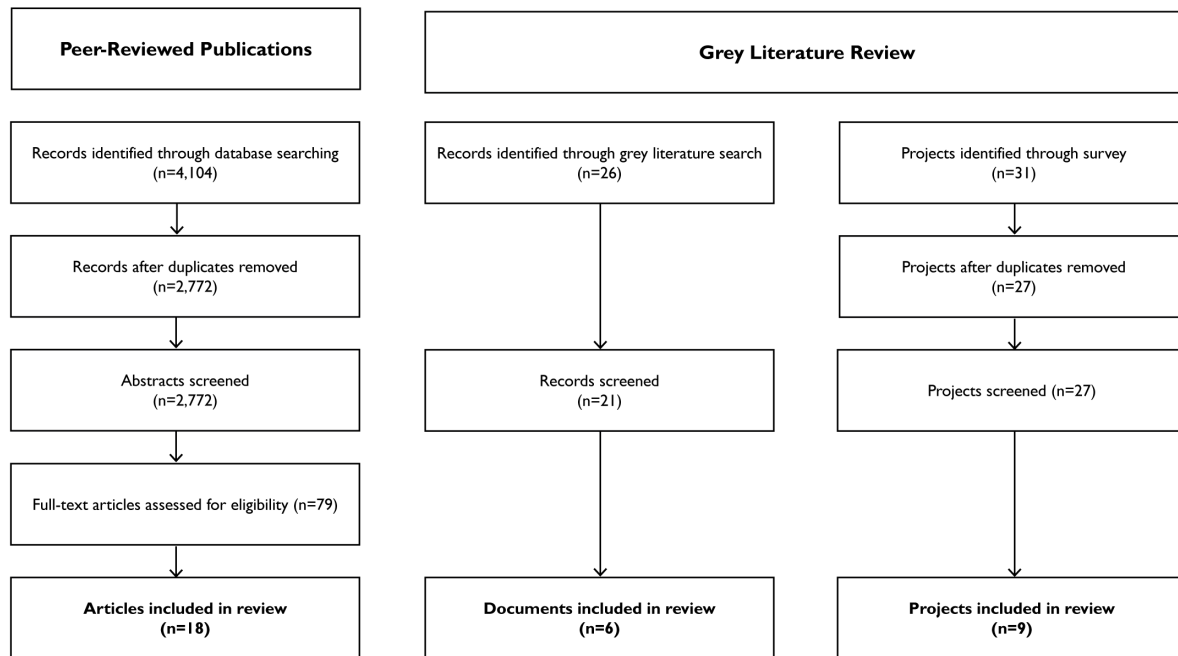 Peer-Reviewed Publications
Grey Literature Review
Records identified through database searching
(n=4,104)
Records identified through grey literature search
(n=26)
Projects identified through survey
(n=31)
Records after duplicates removed
(n=2,772)
Projects after duplicates removed
(n=27)
Abstracts screened
(n=2,772)
Records screened
(n=21)
Projects screened (n=27)
Full-text articles assessed for eligibility (n=79)
Articles included in review
(n=18)
Documents included in review
(n=6)
Projects included in review
(n=9)